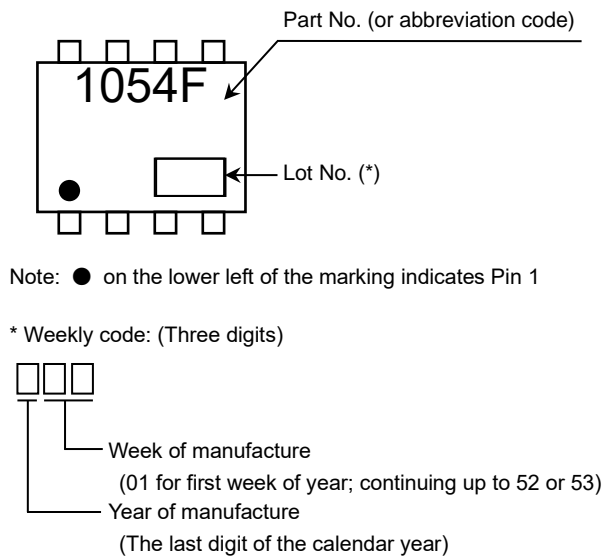 Part No. (or abbreviation code)
1054F
Lot No. (*)
Note: ● on the lower left of the marking indicates Pin 1
* Weekly code: (Three digits)
Week of manufacture
(01 for first week of year; continuing up to 52 or 53)
Year of manufacture
(The last digit of the calendar year)